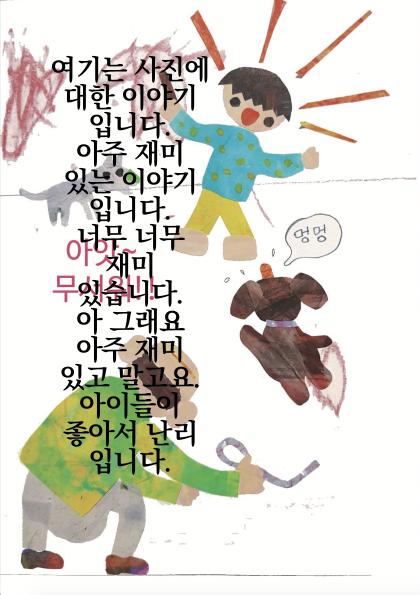 여기는 사진에
대한 이야기
입니다.
아주 재미
있는 이야기
입니다.
너무 너무
재미
있습니다.
아 그래요
아주 재미
있고 말고요.
아이들이
좋아서 난리
입니다.
멍멍